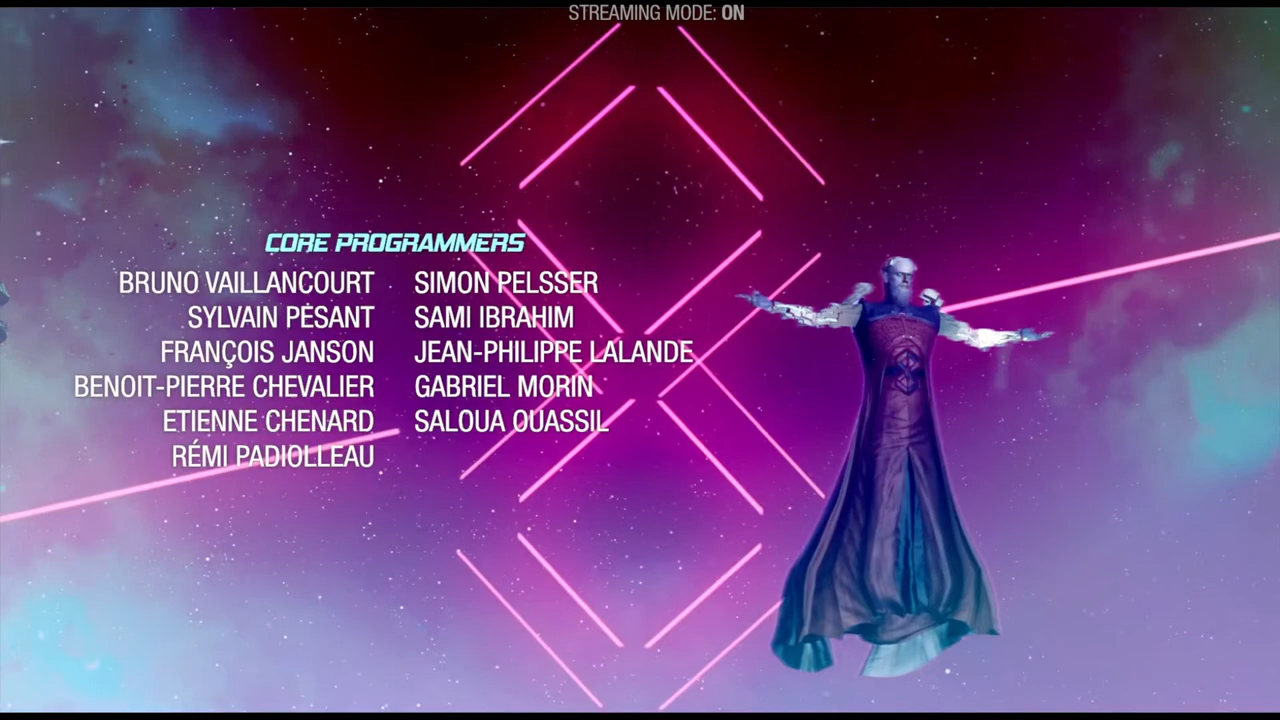 STREAMING MODE: ON
CORE PROGRAMMERS
BRUNO VAILLANCOURT SIMON PELSSER
SYLVAIN PESANT SAMI IBRAHIM
FRANÇOIS JANSON JEAN-PHILIPPE LALANDE
BENOIT-PIERRE CHEVALIER GABRIEL MORIN
ETIENNE CHENARD SALOUA OUASSIL
RÉMI PADIOLLEAU